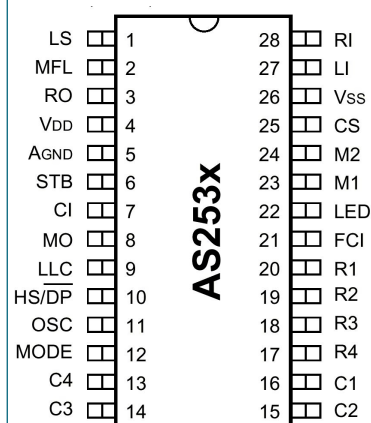 LS 1 28 RI
MFL 2 27 LI
RO 3 26 VSS
VDD 4 25 CS
AGND 5 24 M2
STB 6 23 M1
CI 7 22 LED
MO 8 21 FCI
LLC 9 20 R1
HS/DP 10 19 R2
OSC 11 18 R3
MODE 12 17 R4
C4 13 16 C1
C3 14 15 C2
AS253x